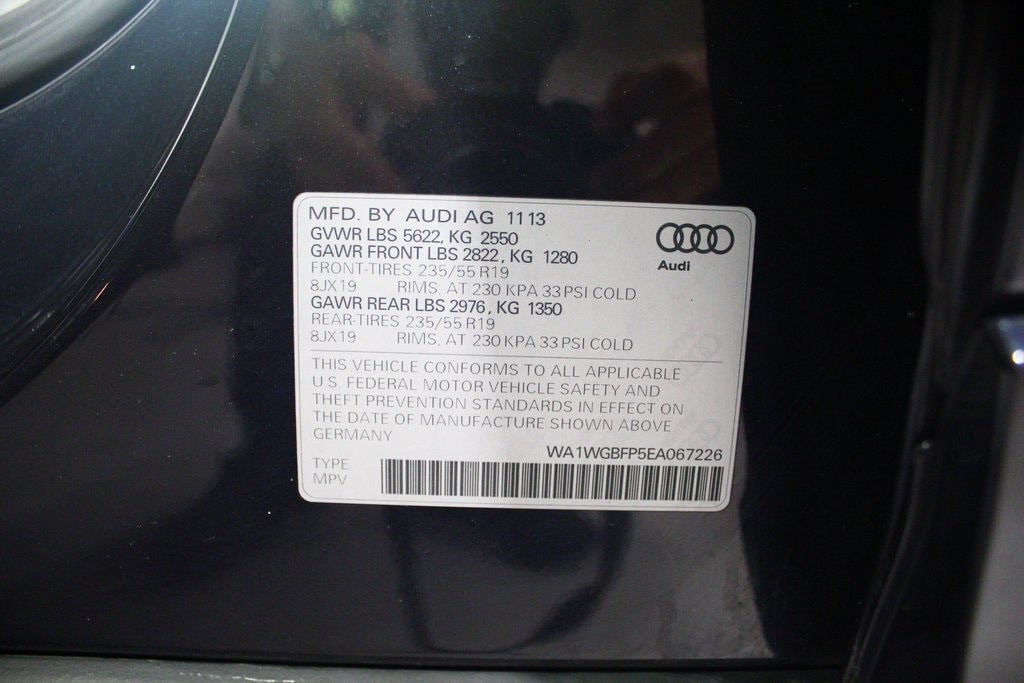 MFD. BY AUDI AG 11 13
GVWR LBS 5622, KG 2550
GAWR FRONT LBS 2822, KG 1280
FRONT-TIRES 235/55 R19
8JX19 RIMS, AT 230 KPA 33 PSI COLD
GAWR REAR LBS 2976, KG 1350
REAR-TIRES 235/55 R19
8JX19 RIMS, AT 230 KPA 33 PSI COLD
Audi
THIS VEHICLE CONFORMS TO ALL APPLICABLE
U.S. FEDERAL MOTOR VEHICLE SAFETY AND
THEFT PREVENTION STANDARDS IN EFFECT ON
THE DATE OF MANUFACTURE SHOWN ABOVE
GERMANY
WA1WGBFP5EA067226
TYPE
MPV